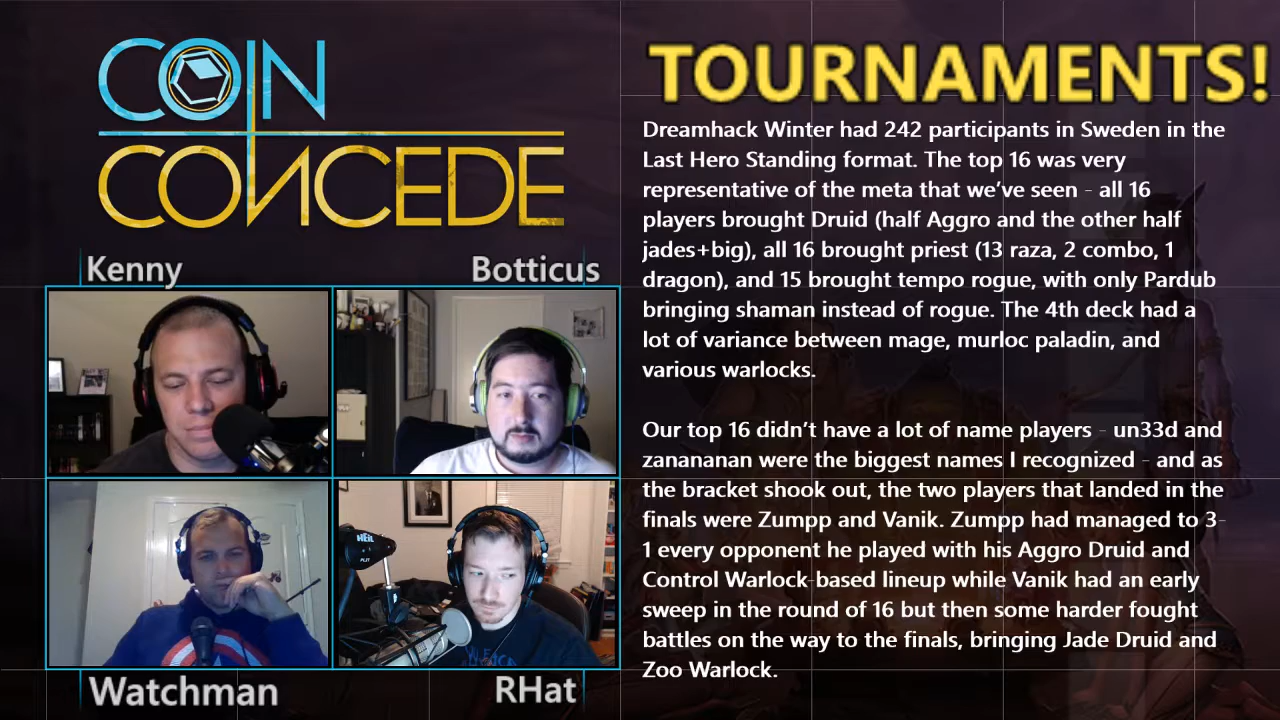 COIN
CONCEDE
TOURNAMENTS!
Dreamhack Winter had 242 participants in Sweden in the
Last Hero Standing format. The top 16 was very
representative of the meta that we've seen - all 16
players brought Druid (half Aggro and the other half
jades+big), all 16 brought priest (13 raza, 2 combo, 1
dragon), and 15 brought tempo rogue, with only Pardub
bringing shaman instead of rogue. The 4th deck had a
lot of variance between mage, murloc paladin, and
various warlocks.
Our top 16 didn't have a lot of name players - un33d and
zanananan were the biggest names I recognized - and as
the bracket shook out, the two players that landed in the
finals were Zumpp and Vanik. Zumpp had managed to 3-
1 every opponent he played with his Aggro Druid and
Control Warlock-based lineup while Vanik had an early
sweep in the round of 16 but then some harder fought
battles on the way to the finals, bringing Jade Druid and
Zoo Warlock.
Kenny
Botticus
HEIL
Watchman
RHat